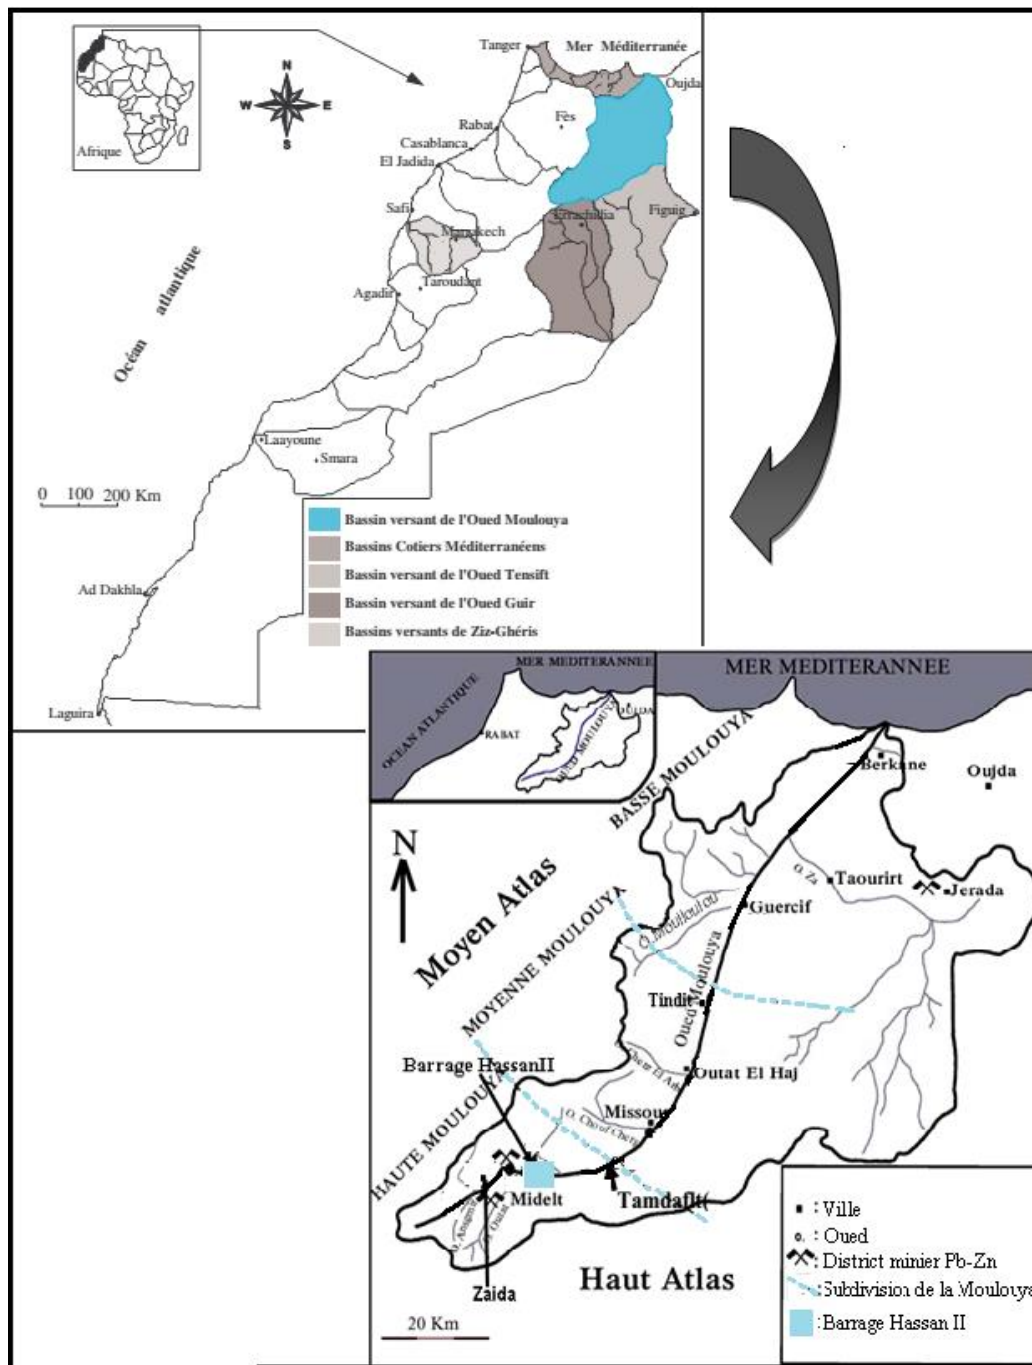 Tanger
Mer Méditerranée
Oujda
N
W
E
S
Afrique
Fès
Rabat
Casablanca
El Jadida
Safi
Marrakech
Figuig
Agadir
Taroudant
Océan atlantique
Laayoune
Smara
0 100 200 Km
Bassin versant de l'Oued Moulouya
Bassins Cotiers Méditerranéens
Bassin versant de l'Oued Tensift
Bassin versant de l'Oued Guir
Bassins versants de Ziz-Ghéris
Ad Dakhla
Laguira
MER MEDITERANNEE
OCEAN ATLANTIQUE
RABAT
OUJDA
OUED MOULOUYA
MER MEDITERANNEE
BASSE MOULOUYA
Berkane
Oujda
N
Moyen Atlas
O. Za
Taourirt
Jerada
Guercif
O. Moulloulou
MOYENNE MOULOUYA
Oued Moulouya
Tindit
Barrage HassanII
Outat El Haj
HAUTE MOULOUYA
Missour
Midelt
Tamdaflt(
Zaida
Haut Atlas
20 Km
: Ville
o. : Oued
: District minier Pb-Zn
: Subdivision de la Moulouya
: Barrage Hassan II